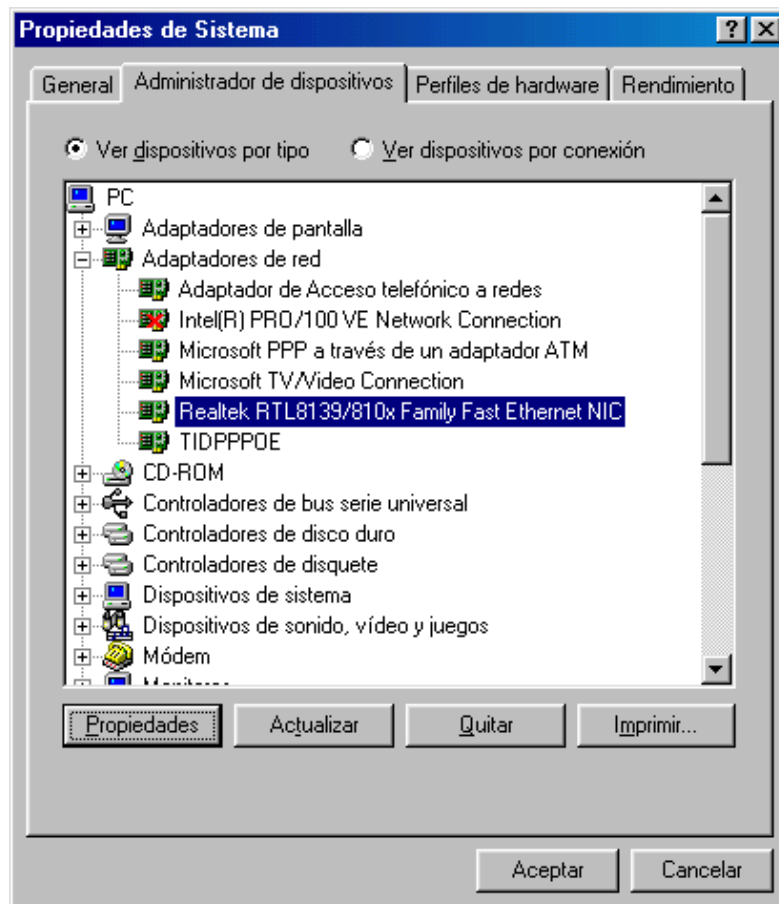 Propiedades de Sistema
General Administrador de dispositivos Perfiles de hardware Rendimiento
Ver dispositivos por tipo Ver dispositivos por conexión
PC
Adaptadores de pantalla
Adaptadores de red
Adaptador de Acceso telefónico a redes
Intel(R) PRO/100 VE Network Connection
Microsoft PPP a través de un adaptador ATM
Microsoft TV/Video Connection
Realtek RTL8139/810x Family Fast Ethernet NIC
TIDPPPOE
CD-ROM
Controladores de bus serie universal
Controladores de disco duro
Controladores de disquete
Dispositivos de sistema
Dispositivos de sonido, vídeo y juegos
Módem
Propiedades Actualizar Quitar Imprimir...
Aceptar Cancelar